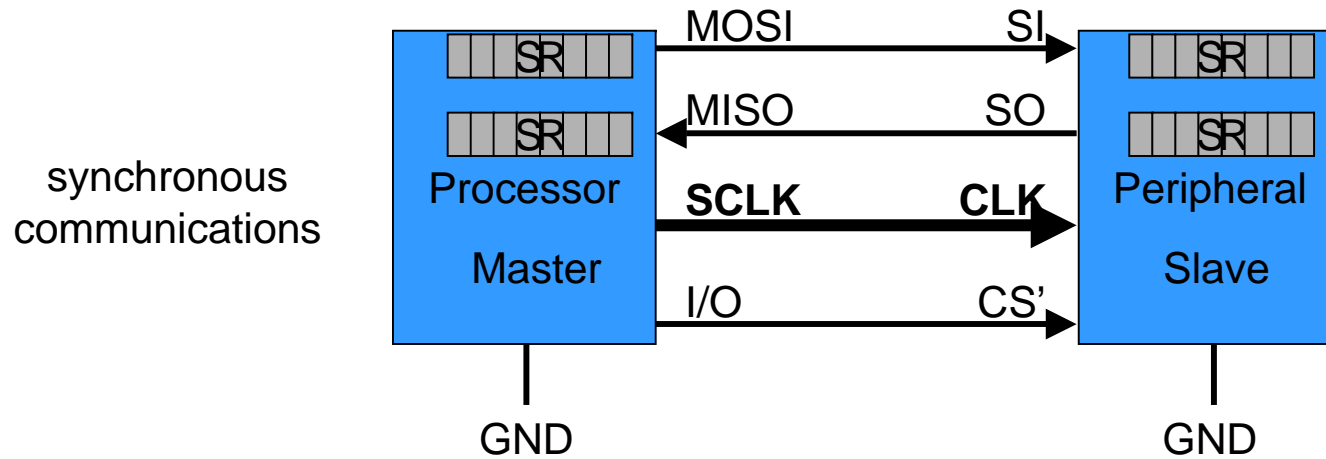 MOSI SI
SR SR
MISO SO
SR SR
synchronous
communications
Processor SCLK CLK Peripheral
Master Slave
I/O CS’
GND GND